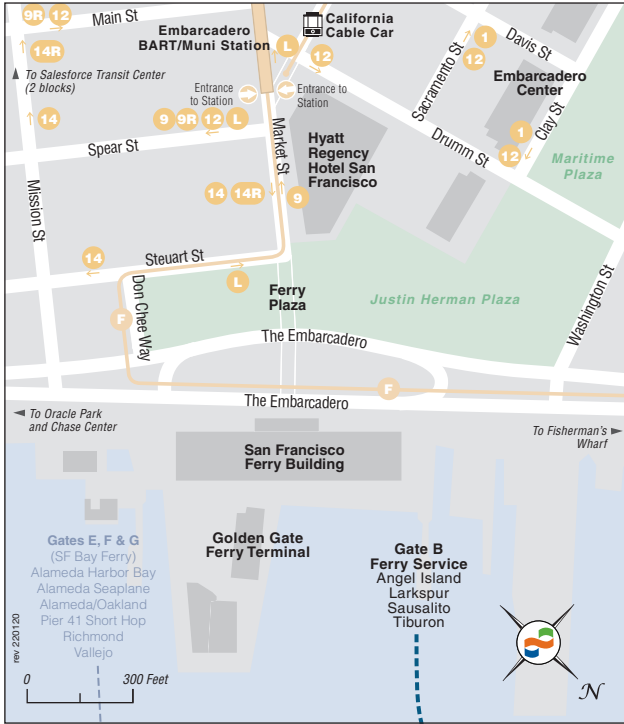 9R
12
Main St
Embarcadero
BART/Muni Station
L
California
Cable Car
12
14R
To Salesforce Transit Center
(2 blocks)
Entrance
to Station
Entrance to
Station
Sacramento St
1
12
Davis St
Embarcadero
Center
1
12
Clay St
Maritime
Plaza
14
9
9R
12
L
Spear St
Market St
Hyatt
Regency
Hotel San
Francisco
Drumm St
Mission St
14
14R
9
14
Steuart St
L
Don Chee Way
Ferry
Plaza
Justin Herman Plaza
Washington St
F
The Embarcadero
F
The Embarcadero
To Oracle Park
and Chase Center
To Fisherman's
Wharf
San Francisco
Ferry Building
Gates E, F & G
(SF Bay Ferry)
Alameda Harbor Bay
Alameda Seaplane
Alameda/Oakland
Pier 41 Short Hop
Richmond
Vallejo
Golden Gate
Ferry Terminal
Gate B
Ferry Service
Angel Island
Larkspur
Sausalito
Tiburon
rev 220120
0
300 Feet
N